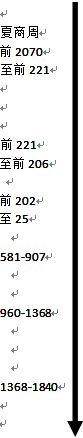 夏商周
前 2070
至前 221
前 221
至前 206
前 202
至 25
581-907
960-1368
1368-1840